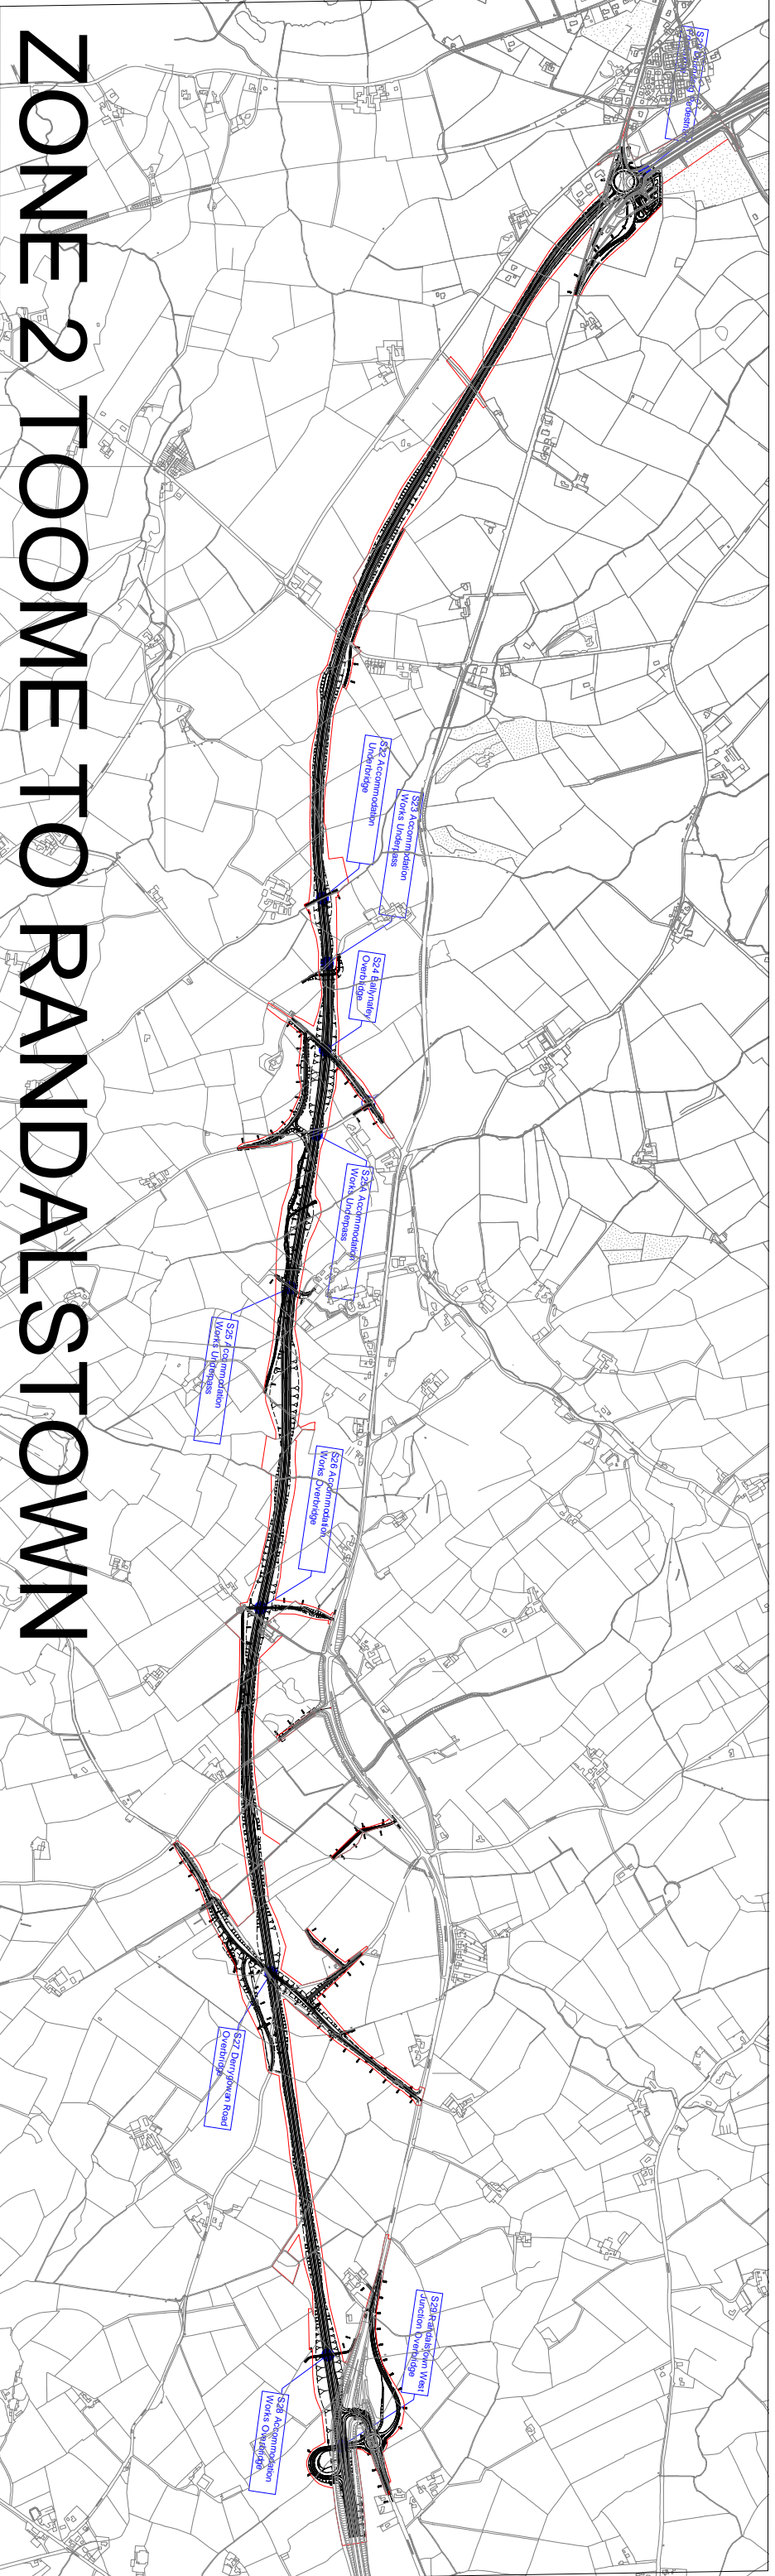 ZONE 2 TOOME TO RANDALSTOWN
S22 Accommodation
Underbridge
S23 Accommodation
Works Underpass
S24 Ballynafey
Overbridge
S25A Accommodation
Works Underpass
S25 Accommodation
Works Underpass
S26 Accommodation
Works Overbridge
S27 Derrygowan Road
Overbridge
S28 Accommodation
Works Overbridge
S29 Randalstown West
Junction Overbridge